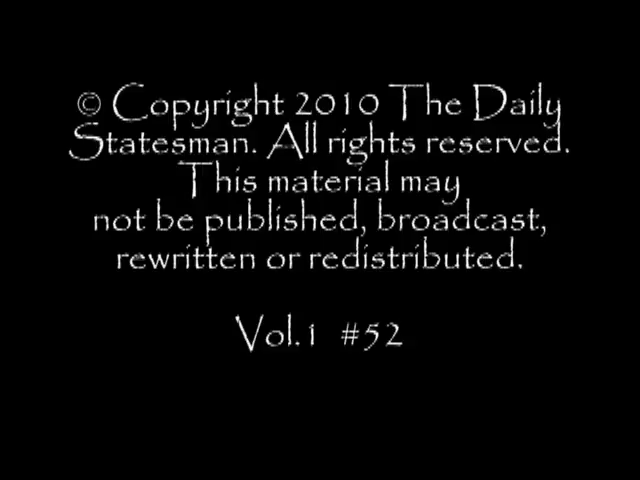 © Copyright 2010 The Daily
Statesman. All rights reserved.
This material may
not be published, broadcast,
rewritten or redistributed.
Vol.1 #52